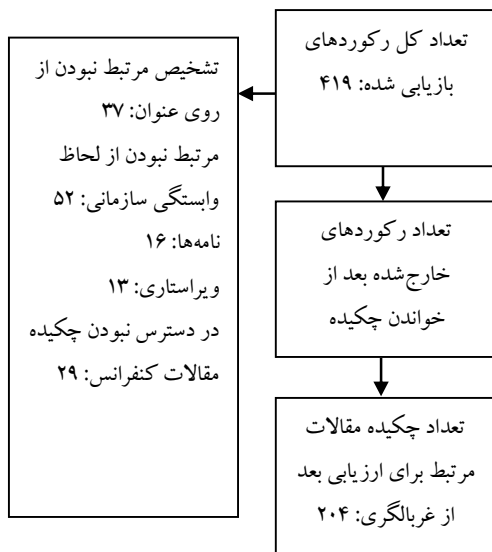 تعداد کل رکوردهای
بازیابی شده: ۴۱۹
تشخیص مرتبط نبودن از
روی عنوان: ۳۷
مرتبط نبودن از لحاظ
وابستگی سازمانی: ۵۲
نامه‌ها: ۱۶
ویراستاری: ۱۳
در دسترس نبودن چکیده
مقالات کنفرانس: ۲۹
تعداد رکوردهای
خارج‌شده بعد از
خواندن چکیده
تعداد چکیده مقالات
مرتبط برای ارزیابی بعد
از غربالگری: ۲۰۴